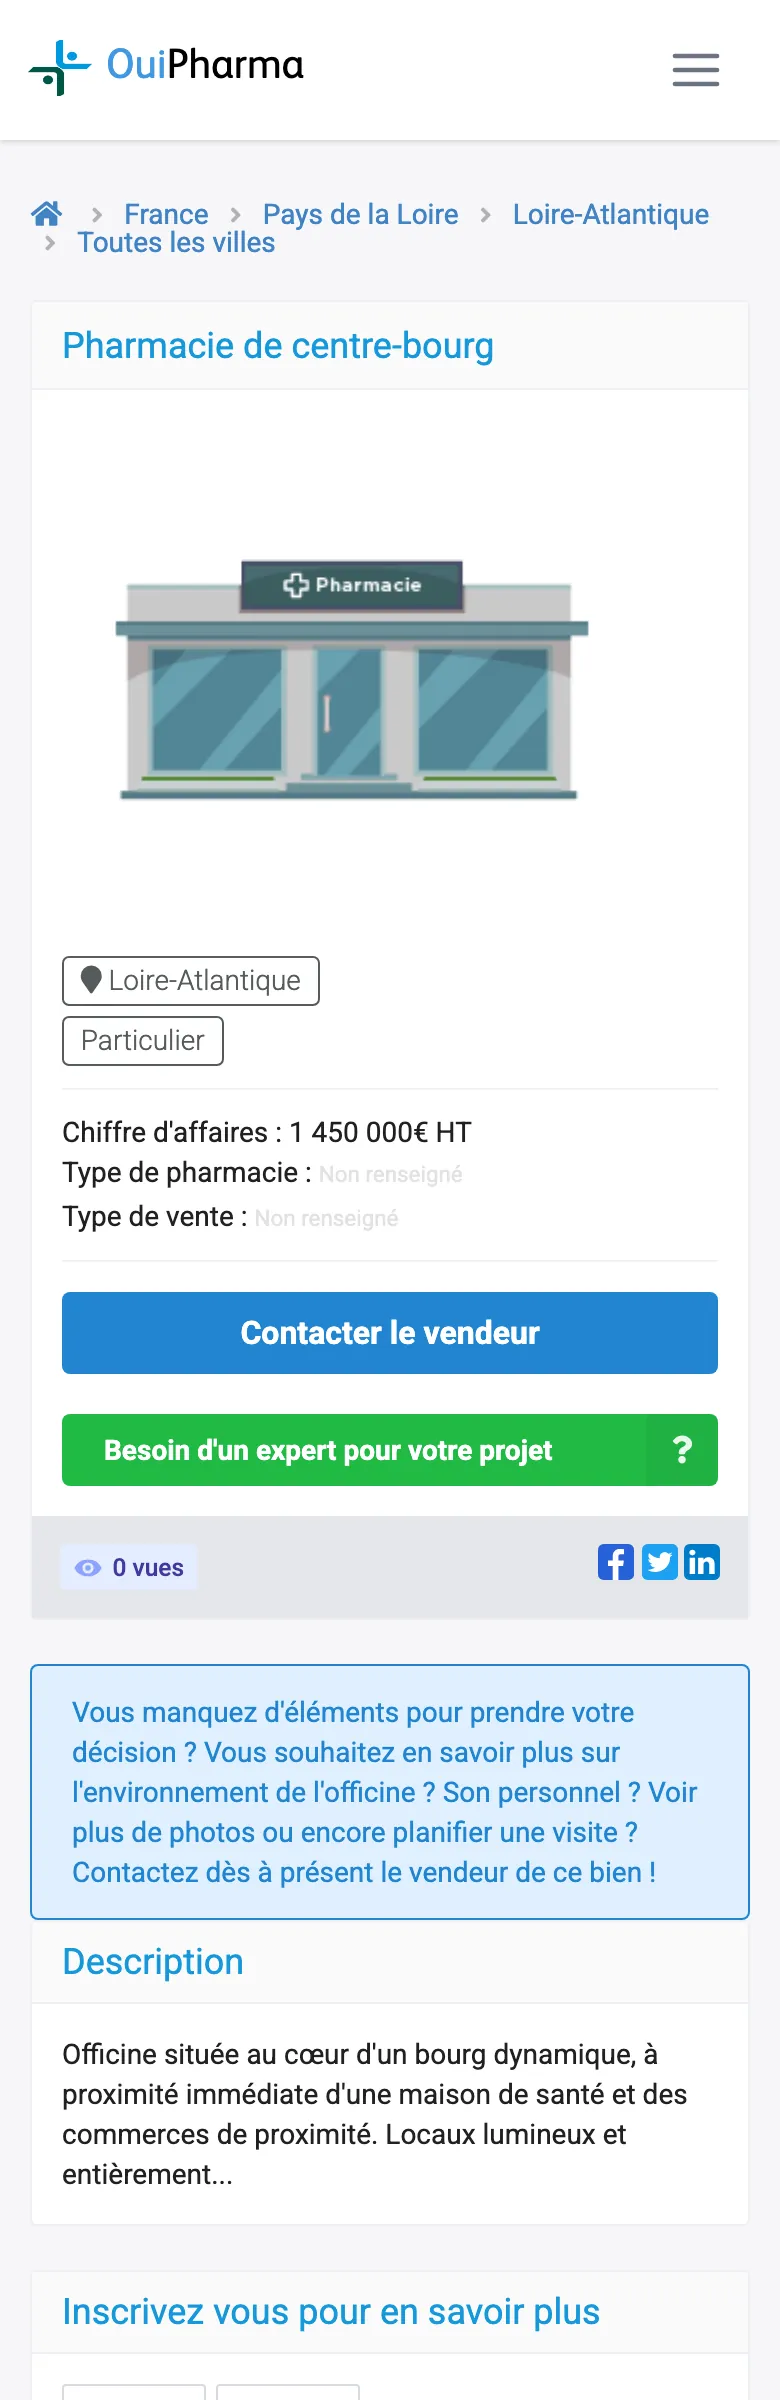 OuiPharma
France > Pays de la Loire > Loire-Atlantique
> Toutes les villes
Pharmacie de centre-bourg
Pharmacie
Loire-Atlantique
Particulier
Chiffre d'affaires : 1 450 000€ HT
Type de pharmacie : Non renseigné
Type de vente : Non renseigné
Contacter le vendeur
Besoin d'un expert pour votre projet ?
0 vues
Vous manquez d'éléments pour prendre votre
décision ? Vous souhaitez en savoir plus sur
l'environnement de l'officine ? Son personnel ? Voir
plus de photos ou encore planifier une visite ?
Contactez dès à présent le vendeur de ce bien !
Description
Officine située au cœur d'un bourg dynamique, à
proximité immédiate d'une maison de santé et des
commerces de proximité. Locaux lumineux et
entièrement...
Inscrivez vous pour en savoir plus